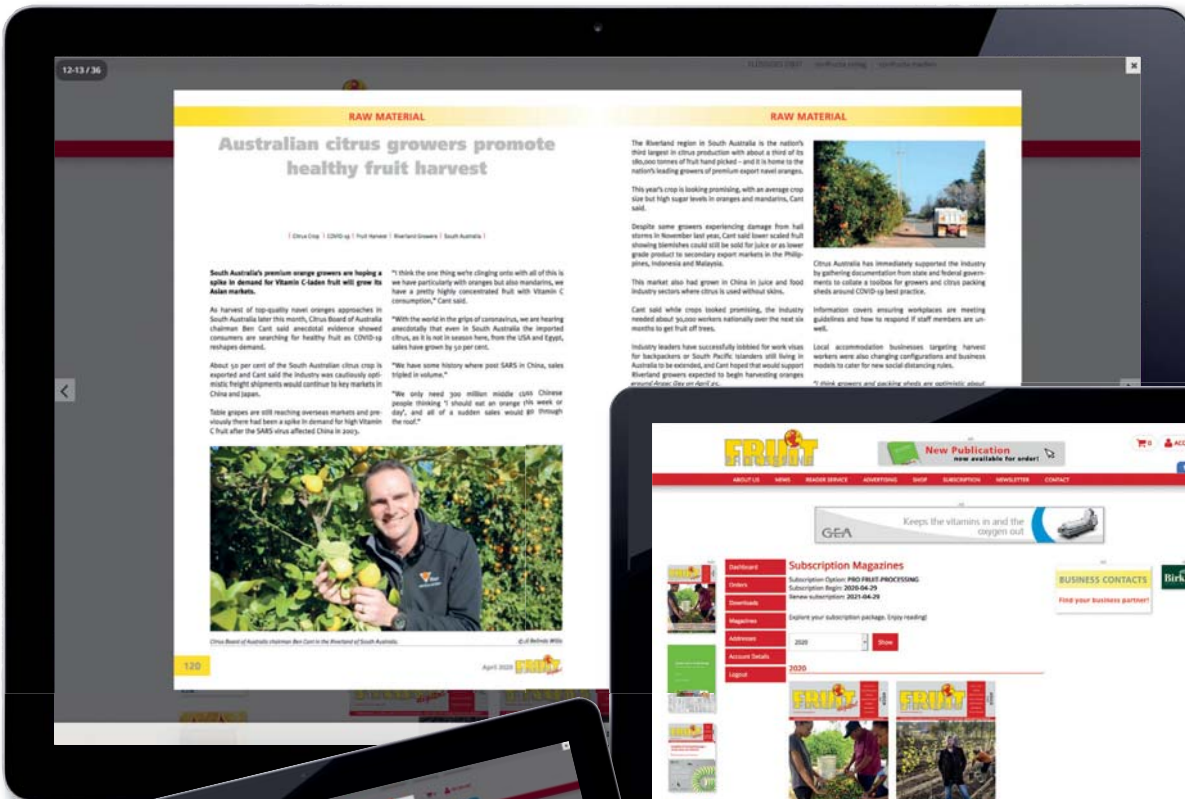 12-13 / 36
RAW MATERIAL
Australian citrus growers promote
healthy fruit harvest
| Citrus Crop | COVID-19 | Fruit Harvest | Riverland Growers | South Australia |
South Australia's premium orange growers are hoping a
spike in demand for Vitamin C-laden fruit will grow its
Asian markets.
As harvest of top-quality navel oranges approaches in
South Australia later this month, Citrus Board of Australia
chairman Ben Cant said anecdotal evidence showed
consumers are searching for healthy fruit as COVID-19
reshapes demand.
About 50 per cent of the South Australian citrus crop is
exported and Cant said the industry was cautiously opti-
mistic freight shipments would continue to key markets in
China and Japan.
Table grapes are still reaching overseas markets and pre-
viously there had been a spike in demand for high Vitamin
C fruit after the SARS virus affected China in 2003.
"I think the one thing we're clinging onto with all of this is
we have particularly with oranges but also mandarins, we
have a pretty highly concentrated fruit with Vitamin C
consumption," Cant said.
"With the world in the grips of coronavirus, we are hearing
anecdotally that even in South Australia the imported
citrus, as it is not in season here, from the USA and Egypt,
sales have grown by 50 per cent.
"We have some history where post SARS in China, sales
tripled in volume."
"We only need 300 million middle class Chinese
people thinking 'I should eat an orange this week or
day', and all of a sudden sales would go through
the roof."
Citrus Board of Australia chairman Ben Cant in the Riverland of South Australia.
120
April 2020 FRUIT
RAW MATERIAL
The Riverland region in South Australia is the nation's
third largest in citrus production with about a third of its
180,000 tonnes of fruit hand picked – and it is home to the
nation's leading growers of premium export navel oranges.
This year's crop is looking promising, with an average crop
size but high sugar levels in oranges and mandarins, Cant
said.
Despite some growers experiencing damage from hail
storms in November last year, Cant said lower scaled fruit
showing blemishes could still be sold for juice or as lower
grade product to secondary export markets in the Philip-
pines, Indonesia and Malaysia.
This market also had grown in China in juice and food
industry sectors where citrus is used without skins.
Cant said while crops looked promising, the industry
needed about 30,000 workers nationally over the next six
months to get fruit off trees.
Industry leaders have successfully lobbied for work visas
for backpackers or South Pacific Islanders still living in
Australia to be extended, and Cant hoped that would support
Riverland growers expected to begin harvesting oranges
around Anzac Day on April 25.
Citrus Australia has immediately supported the industry
by gathering documentation from state and federal govern-
ments to collate a toolbox for growers and citrus packing
sheds around COVID-19 best practice.
Information covers ensuring workplaces are meeting
guidelines and how to respond if staff members are un-
well.
Local accommodation businesses targeting harvest
workers were also changing configurations and business
models to cater for new social-distancing rules.
"I think growers and packing sheds are optimistic about
FRUIT
New Publication
now available for order!
0
ABOUT US NEWS READER SERVICE ADVERTISING SHOP SUBSCRIPTION NEWSLETTER CONTACT
GEA
Keeps the vitamins in and the
oxygen out
Dashboard
Orders
Downloads
Magazines
Addresses
Account Details
Logout
Subscription Magazines
Subscription Option: PRO FRUIT-PROCESSING
Subscription Begin: 2020-04-29
Renew subscription: 2021-04-29
Explore your subscription package. Enjoy reading!
2020
Show
2020
FRUIT
FRUIT
BUSINESS CONTACTS
Find your business partner!